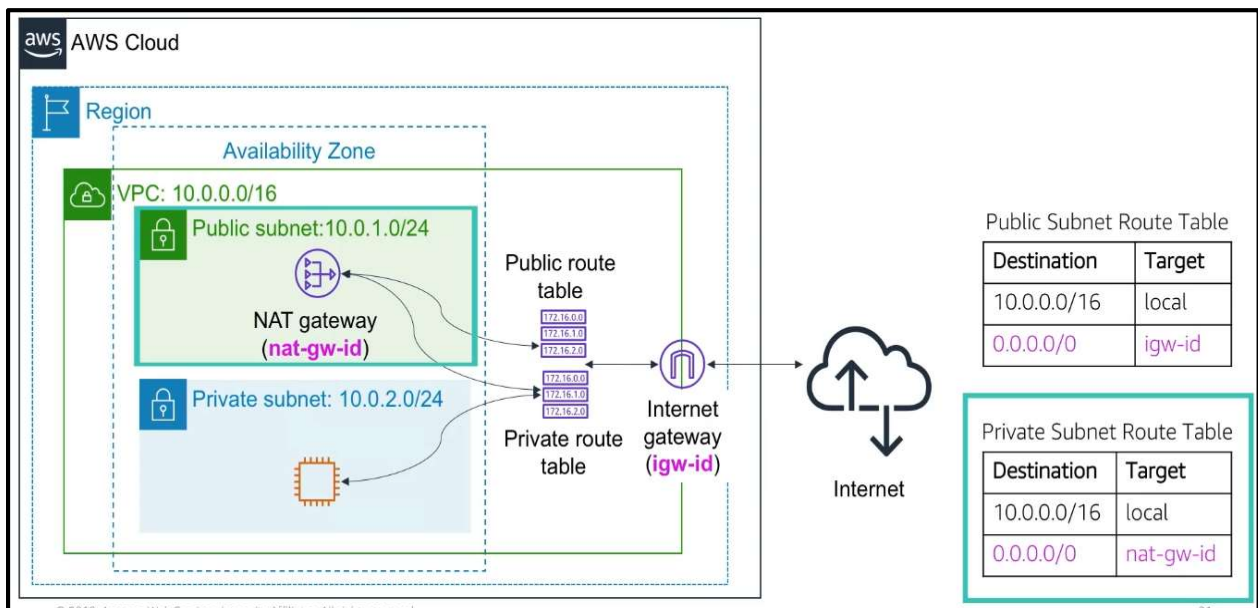 aws AWS Cloud
Region
Availability Zone
VPC: 10.0.0.0/16
Public subnet:10.0.1.0/24
NAT gateway
(nat-gw-id)
Private subnet: 10.0.2.0/24
Public route
table
172.16.0.0
172.16.1.0
172.16.2.0
172.16.0.0
172.16.1.0
172.16.2.0
Private route
table
Internet
gateway
(igw-id)
Internet
Public Subnet Route Table
Destination Target
10.0.0.0/16 local
0.0.0.0/0 igw-id
Private Subnet Route Table
Destination Target
10.0.0.0/16 local
0.0.0.0/0 nat-gw-id